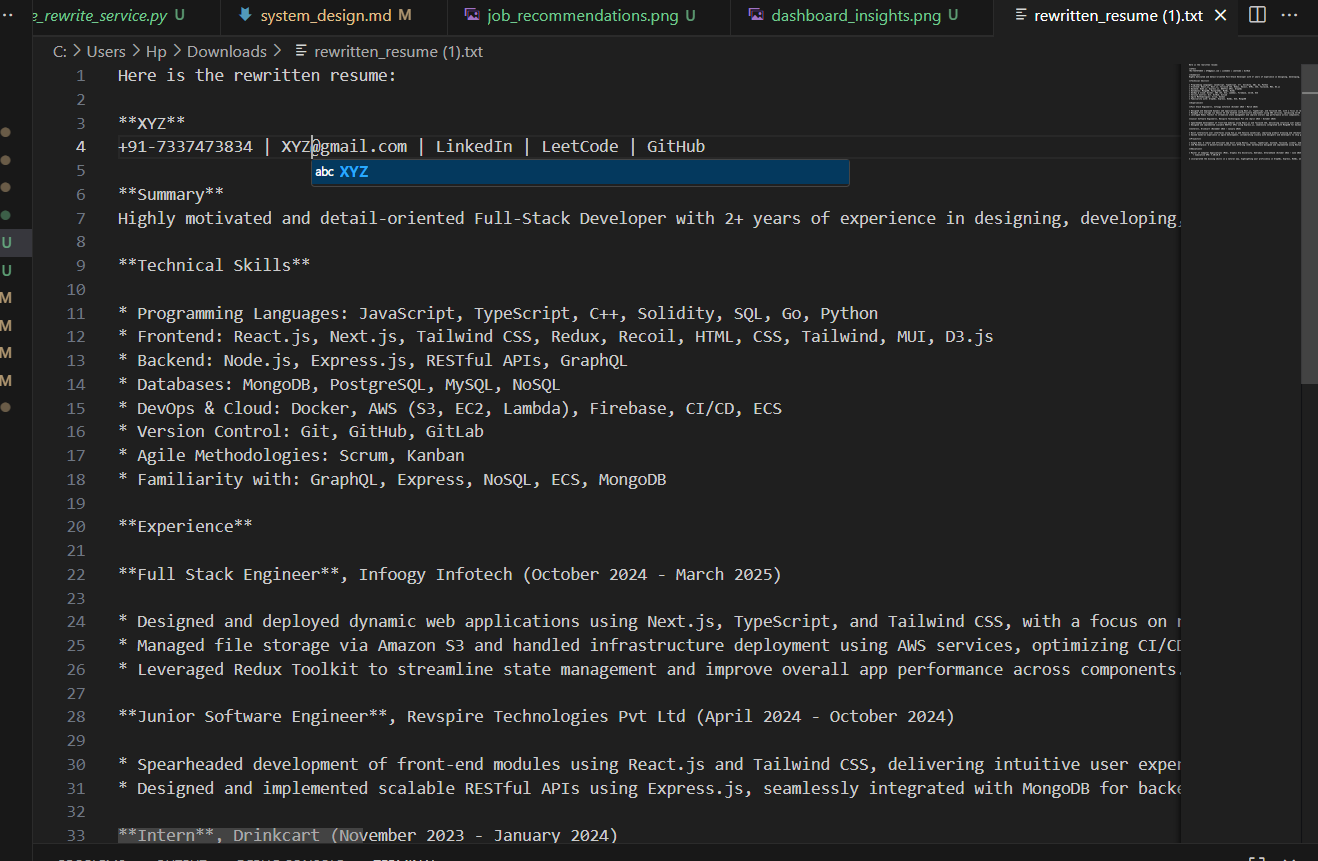 e_rewrite_service.py U system_design.md M job_recommendations.png U dashboard_insights.png U rewritten_resume (1).txt
C: > Users > Hp > Downloads > rewritten_resume (1).txt
1 Here is the rewritten resume:
2
3 **XYZ**
4 +91-7337473834 | XYZ@gmail.com | LinkedIn | LeetCode | GitHub
abc XYZ
5
6 **Summary**
7 Highly motivated and detail-oriented Full-Stack Developer with 2+ years of experience in designing, developing,
8
9 **Technical Skills**
10
11 * Programming Languages: JavaScript, TypeScript, C++, Solidity, SQL, Go, Python
12 * Frontend: React.js, Next.js, Tailwind CSS, Redux, Recoil, HTML, CSS, Tailwind, MUI, D3.js
13 * Backend: Node.js, Express.js, RESTful APIs, GraphQL
14 * Databases: MongoDB, PostgreSQL, MySQL, NoSQL
15 * DevOps & Cloud: Docker, AWS (S3, EC2, Lambda), Firebase, CI/CD, ECS
16 * Version Control: Git, GitHub, GitLab
17 * Agile Methodologies: Scrum, Kanban
18 * Familiarity with: GraphQL, Express, NoSQL, ECS, MongoDB
19
20 **Experience**
21
22 **Full Stack Engineer**, Infoogy Infotech (October 2024 - March 2025)
23
24 * Designed and deployed dynamic web applications using Next.js, TypeScript, and Tailwind CSS, with a focus on
25 * Managed file storage via Amazon S3 and handled infrastructure deployment using AWS services, optimizing CI/CD
26 * Leveraged Redux Toolkit to streamline state management and improve overall app performance across components.
27
28 **Junior Software Engineer**, Revspire Technologies Pvt Ltd (April 2024 - October 2024)
29
30 * Spearheaded development of front-end modules using React.js and Tailwind CSS, delivering intuitive user exper
31 * Designed and implemented scalable RESTful APIs using Express.js, seamlessly integrated with MongoDB for backe
32
33 **Intern**, Drinkcart (November 2023 - January 2024)
U
U
M
M
M
M